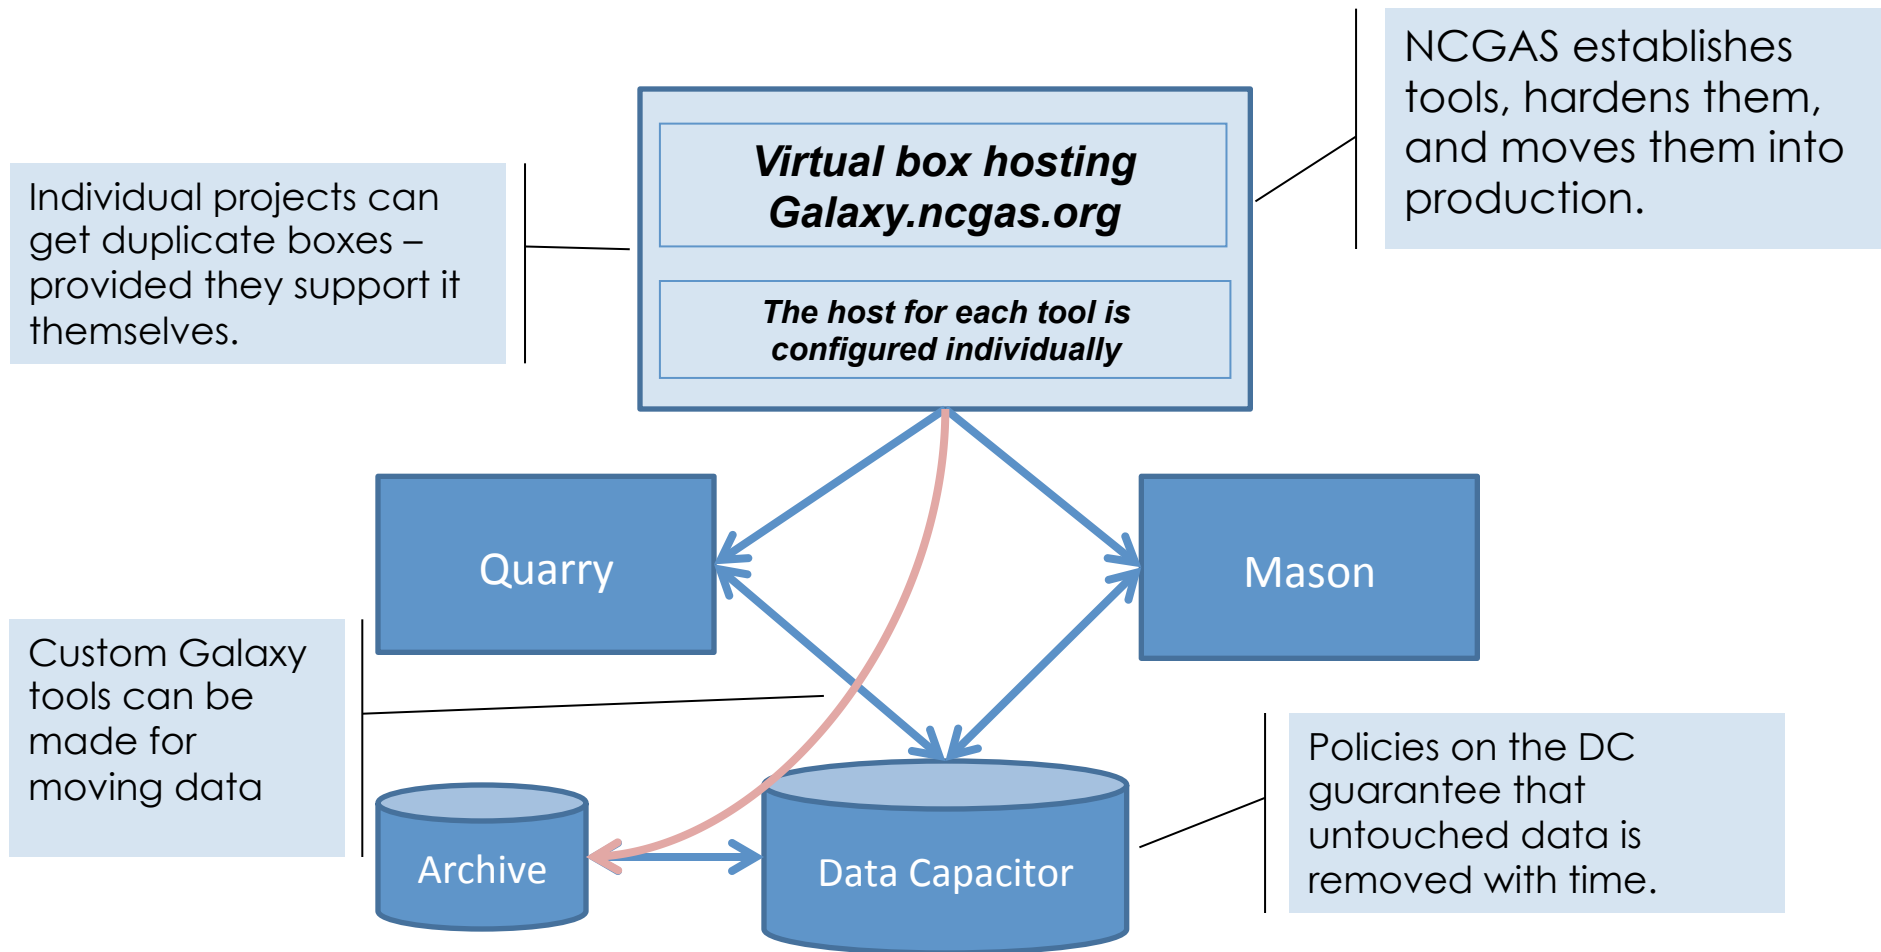 NCGAS establishes
tools, hardens them,
and moves them into
production.
Virtual box hosting
Galaxy.ncgas.org
The host for each tool is
configured individually
Individual projects can
get duplicate boxes –
provided they support it
themselves.
Quarry
Mason
Custom Galaxy
tools can be
made for
moving data
Policies on the DC
guarantee that
untouched data is
removed with time.
Archive
Data Capacitor